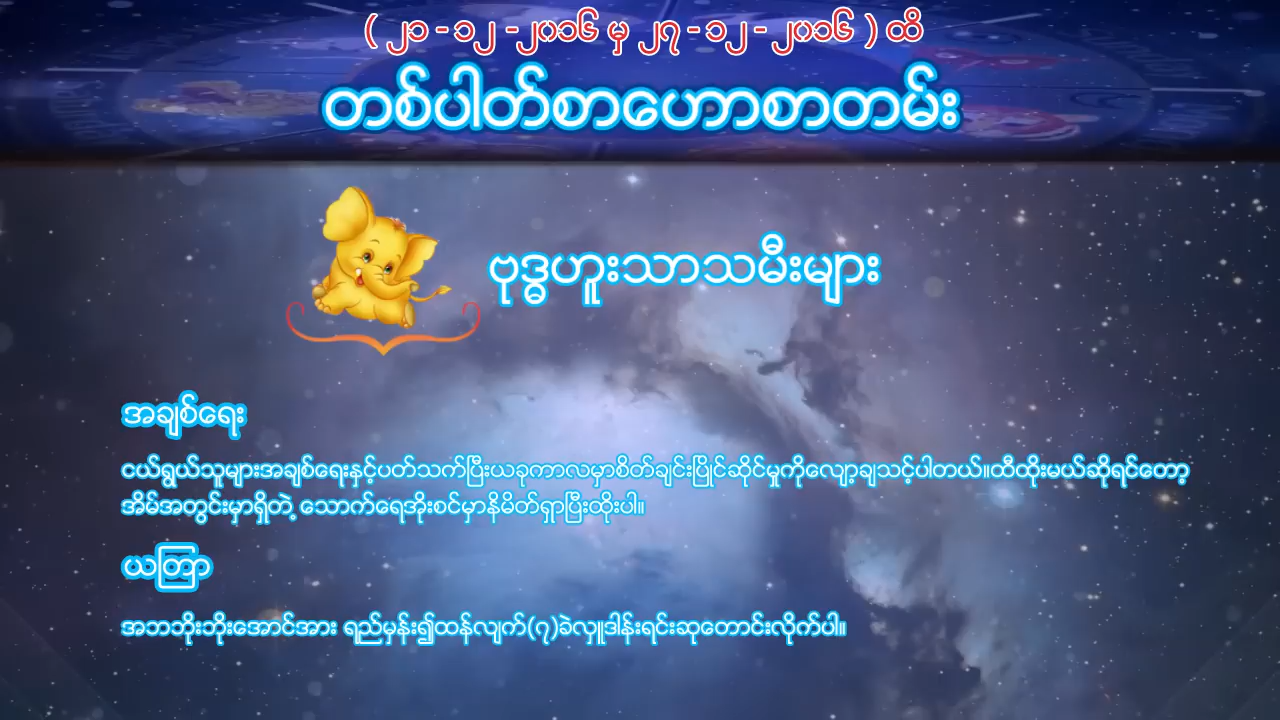 ( ၂၁ - ၁၂ -၂၀၁၆ မှ ၂၇ - ၁၂ - ၂၀၁၆ ) ထိ
တစ်ပါတ်စာဟောစာတမ်း
ဗုဒ္ဓဟူးသာသမီးများ
အချစ်ရေး
ငယ်ရွယ်သူများအချစ်ရေးနှင့်ပတ်သက်ပြီးယခုကာလမှာစိတ်ချင်းပြိုင်ဆိုင်မှုကိုလျော့ချသင့်ပါတယ်။ထီထိုးမယ်ဆိုရင်တော့
အိမ်အတွင်းမှာရှိတဲ့ သောက်ရေအိုးစင်မှာနိမိတ်ရှာပြီးထိုးပါ။
ယတြာ
အဘဘိုးဘိုးအောင်အား ရည်မှန်း၍ထန်လျက်(၇)ခဲလှူဒါန်းရင်းဆုတောင်းလိုက်ပါ။